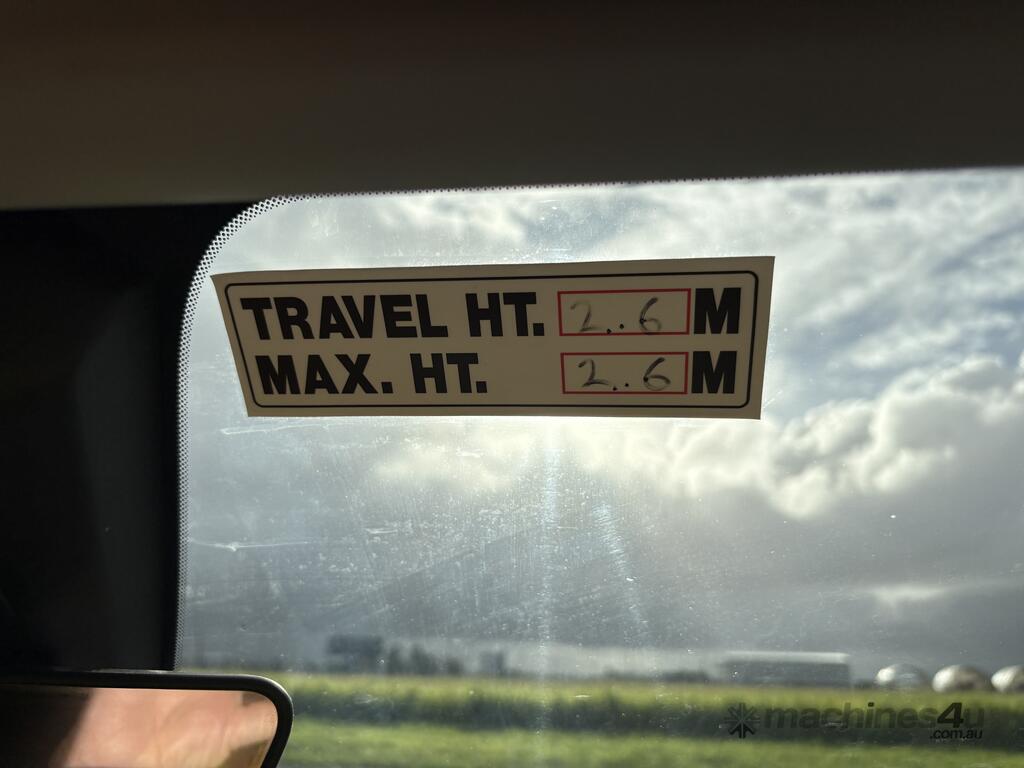 TRAVEL HT. 2..6 M
MAX. HT. 2..6 M
machines4u
.com.au